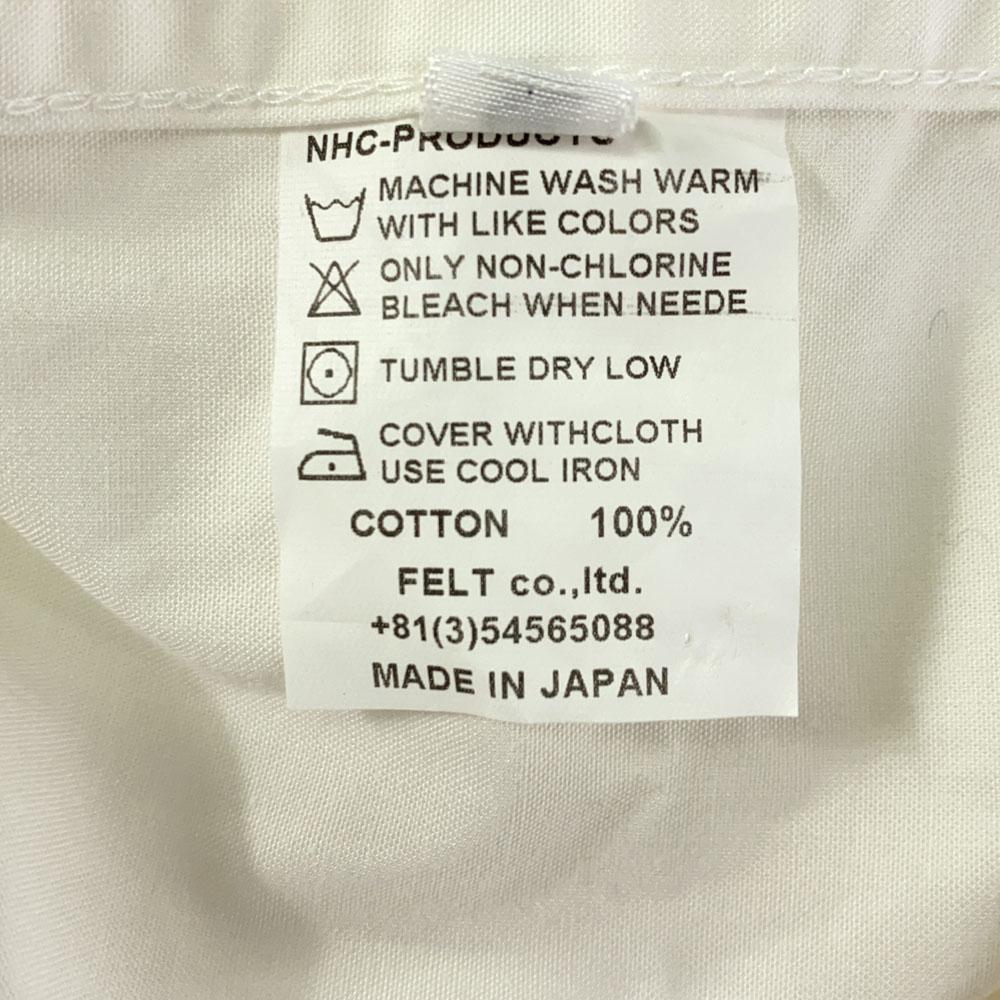 NHC-PRODUCTS
MACHINE WASH WARM
WITH LIKE COLORS
ONLY NON-CHLORINE
BLEACH WHEN NEEDE
TUMBLE DRY LOW
COVER WITHCLOTH
USE COOL IRON
COTTON 100%
FELT co.,ltd.
+81(3)54565088
MADE IN JAPAN